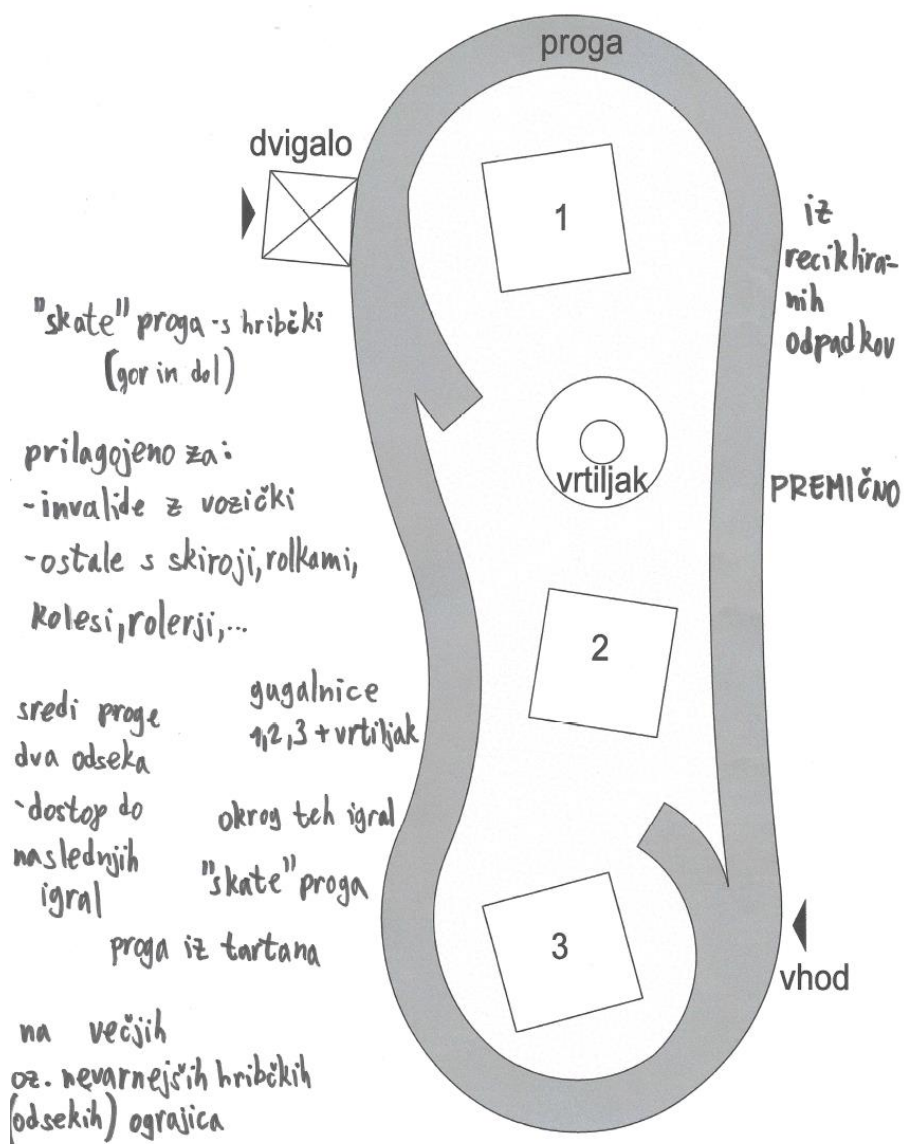 proga
dvigalo
1
iz
reciklira-
nih
odpadkov
"skate" proga - s hribčki
(gor in dol)
vrtiljak
PREMIČNO
prilagojeno za:
- invalide z vozički
- ostale s skiroji, rolkami,
kolesi, rolerji,...
2
sredi proge
dva odseka
- dostop do
naslednjih
igral
gugalnice
1,2,3 + vrtiljak
okrog teh igral
"skate" proga
proga iz tartana
3
vhod
na večjih
oz. nevarnejših hribčkih
(odsekih) ograjica